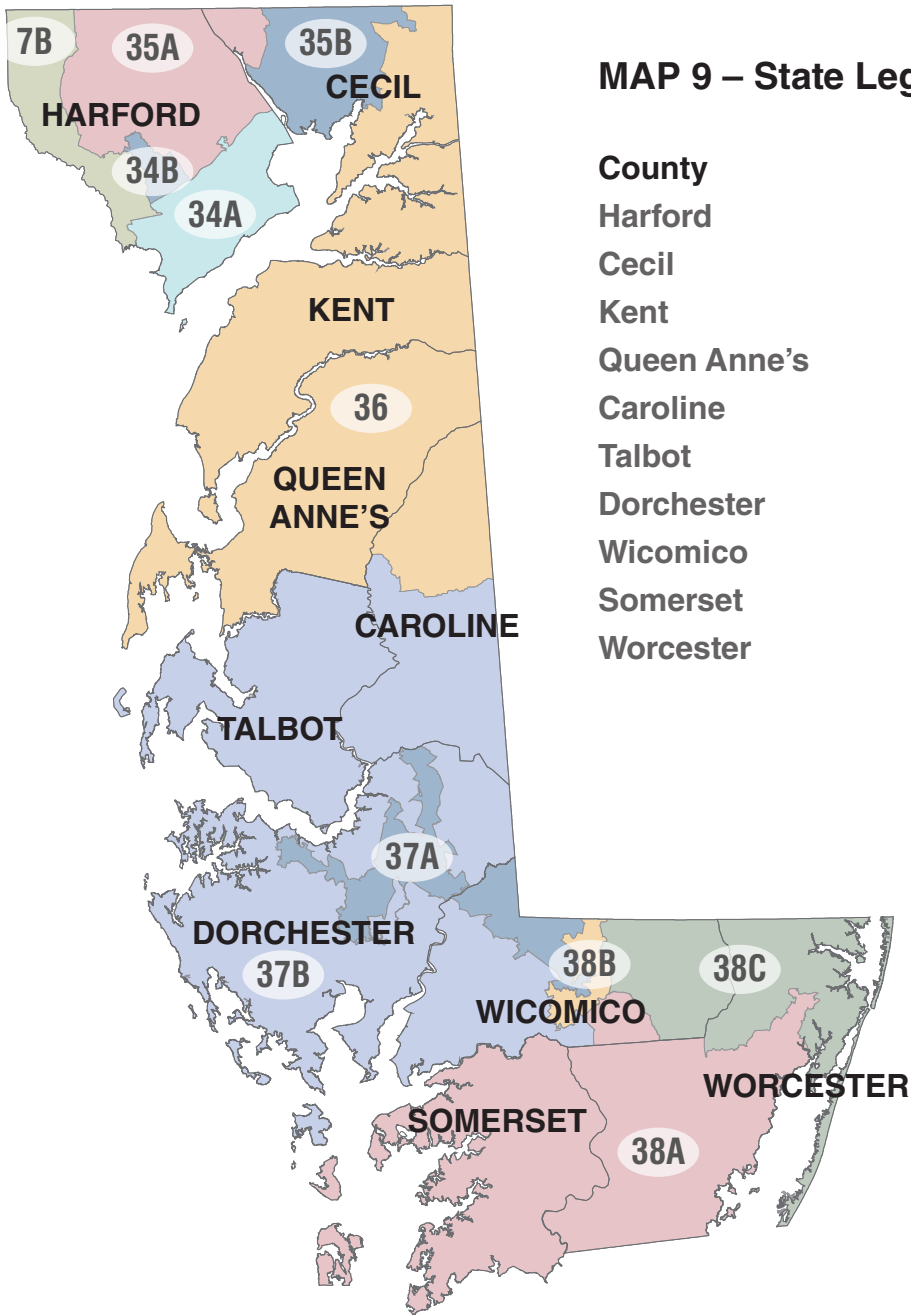 7B
35A
35B
CECIL
HARFORD
34B
34A
KENT
36
QUEEN
ANNE'S
CAROLINE
TALBOT
37A
DORCHESTER
37B
38B
38C
WICOMICO
WORCESTER
SOMERSET
38A
MAP 9 – State Leg
County
Harford
Cecil
Kent
Queen Anne's
Caroline
Talbot
Dorchester
Wicomico
Somerset
Worcester